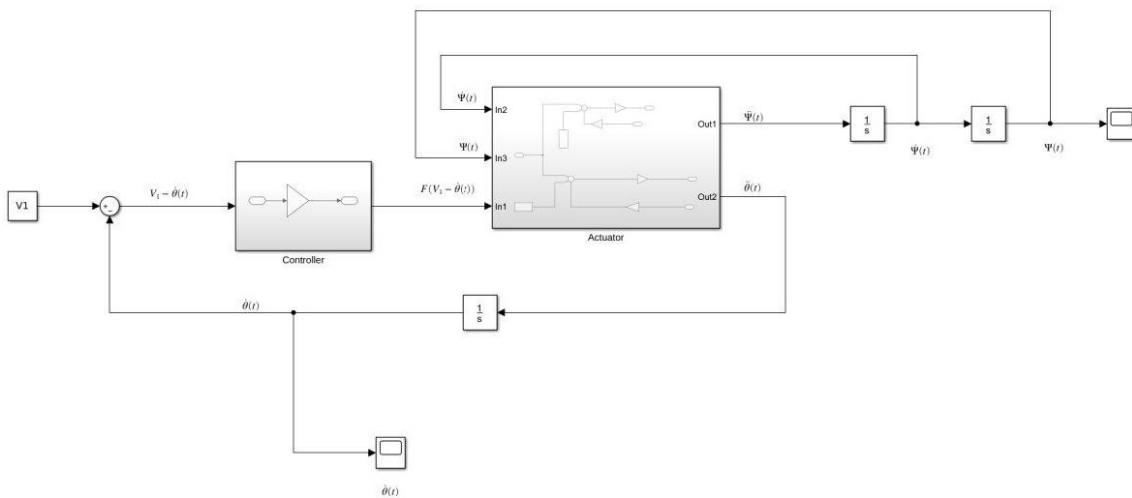 Ψ̇(t)
In2
Out1
Ψ̈(t)
1
s
1
s
Ψ̇(t)
Ψ(t)
Ψ(t)
In3
V1
+
−
V₁ − θ̇(t)
F(V₁ − θ̇(t))
In1
Out2
θ̈(t)
Controller
Actuator
θ̇(t)
1
s
θ̇(t)